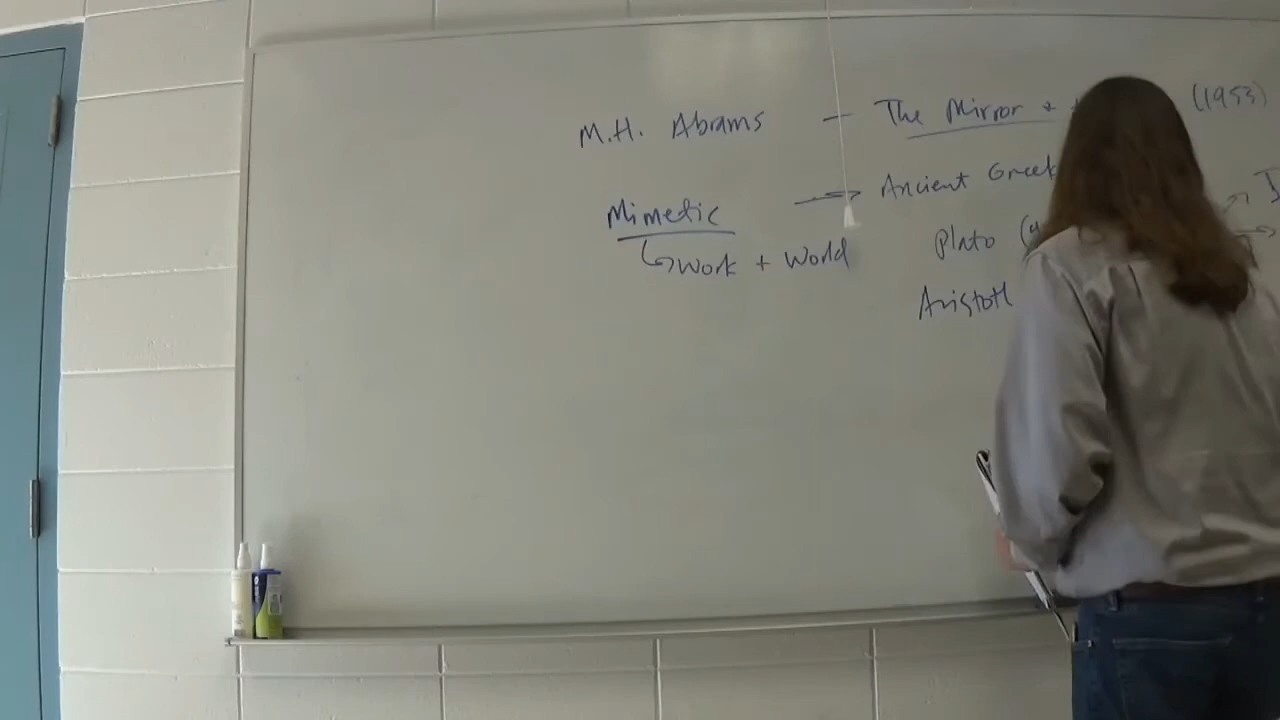 M.H. Abrams — The Mirror + (1953)
Mimetic → Ancient Greek
↳ Work + World
Plato (4
Aristotl